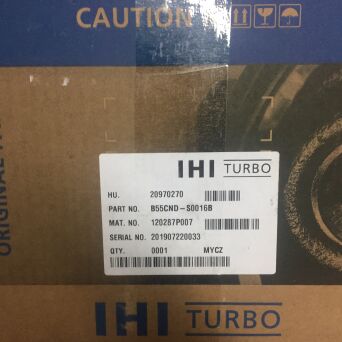 CAUTION
ORIGINAL
IHI TURBO
HU. 20970270
PART NO. B55CND-S0016B
MAT. NO. 120287P007
SERIAL NO. 201907220033
QTY. 0001 MYCZ
IHI TURBO